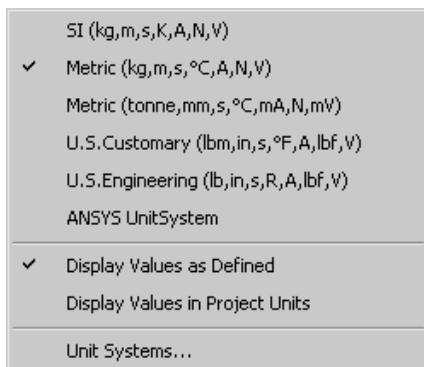 SI (kg,m,s,K,A,N,V)
Metric (kg,m,s,°C,A,N,V)
Metric (tonne,mm,s,°C,mA,N,mV)
U.S.Customary (lbm,in,s,°F,A,lbf,V)
U.S.Engineering (lb,in,s,R,A,lbf,V)
ANSYS UnitSystem
Display Values as Defined
Display Values in Project Units
Unit Systems...